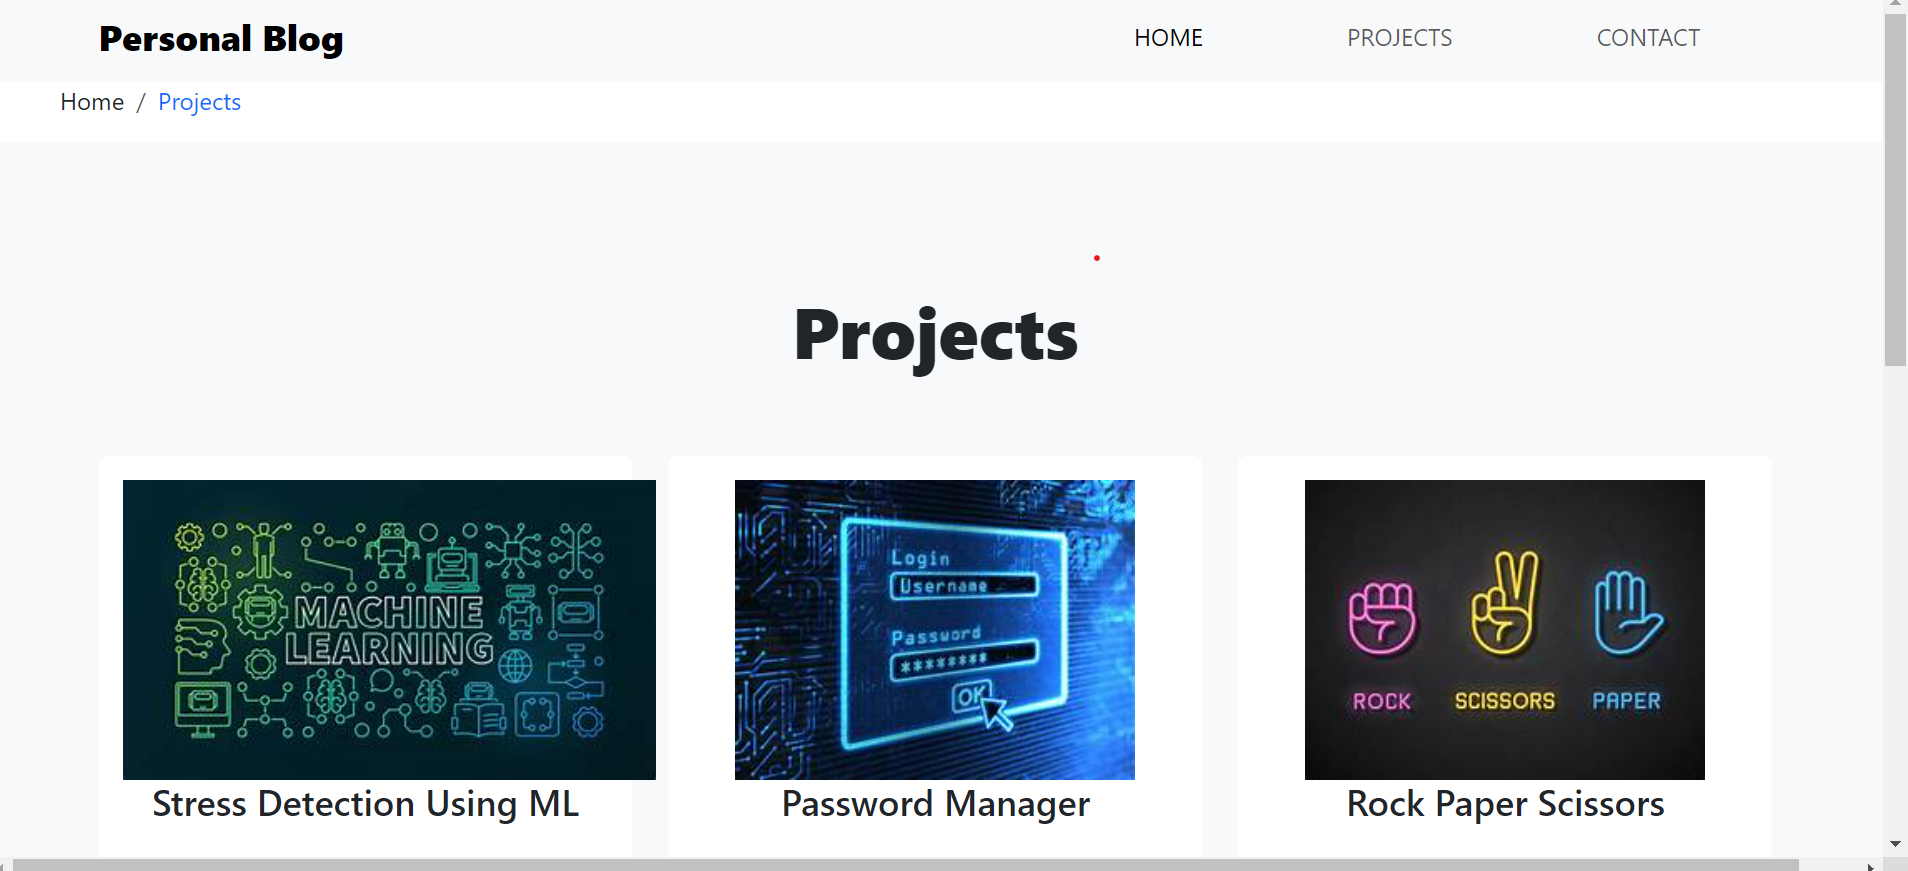 Personal Blog
HOME PROJECTS CONTACT
Home / Projects
Projects
MACHINE
LEARNING
Stress Detection Using ML
Login
Username
Password
********
OK
Password Manager
ROCK SCISSORS PAPER
Rock Paper Scissors